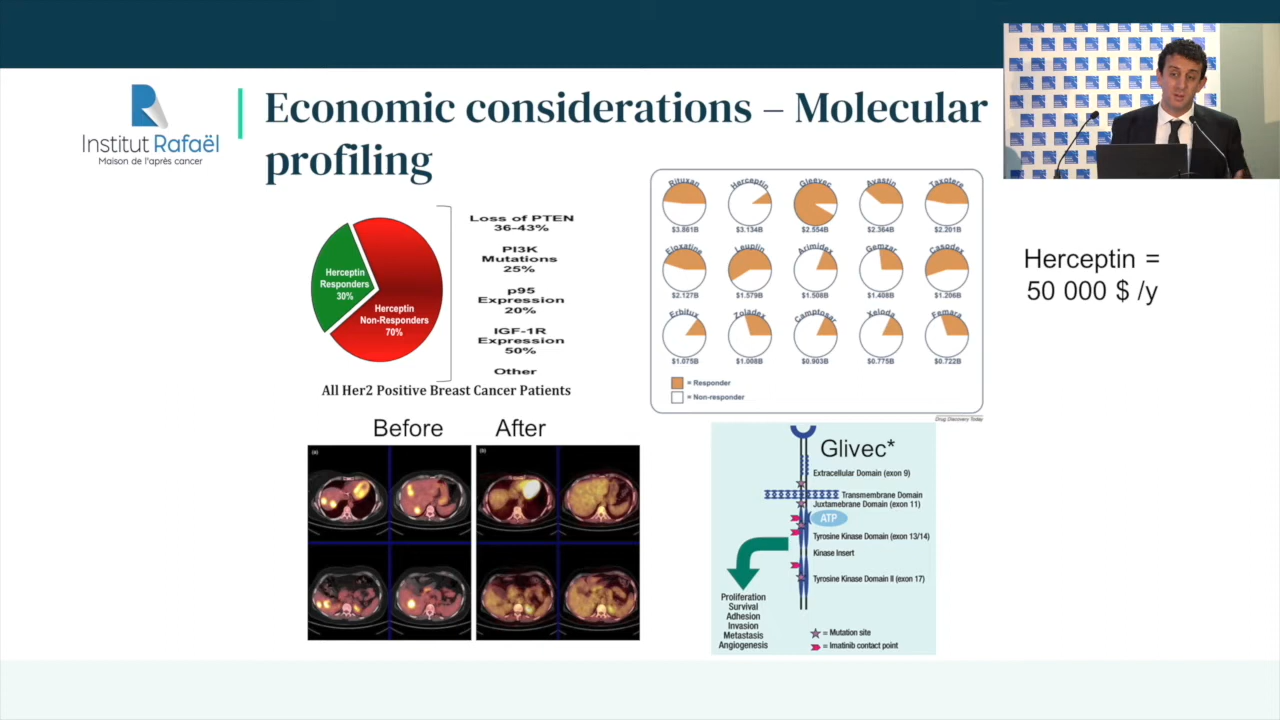 Institut Rafaël
Maison de l'après cancer
Economic considerations – Molecular
profiling
Herceptin
Responders
30%
Herceptin
Non-Responders
70%
Loss of PTEN
36-43%
PI3K
Mutations
25%
p95
Expression
20%
IGF-1R
Expression
50%
Other
All Her2 Positive Breast Cancer Patients
Rituxan Herceptin Gleevec Avastin Taxotere
$3.861B $3.134B $2.554B $2.364B $2.201B
Eloxatine Leuplin Arimidex Gemzar Casodex
$2.127B $1.579B $1.508B $1.408B $1.206B
Erbitux Zoladex Camptosar Xeloda Femara
$1.075B $1.008B $0.903B $0.775B $0.722B
= Responder
= Non-responder
Drug Discovery Today
Herceptin =
50 000 $ /y
Before After
(a) (b)
Glivec*
Extracellular Domain (exon 9)
Transmembrane Domain
Juxtamebrane Domain (exon 11)
ATP
Tyrosine Kinase Domain (exon 13/14)
Kinase Insert
Tyrosine Kinase Domain II (exon 17)
Proliferation
Survival
Adhesion
Invasion
Metastasis
Angiogenesis
= Mutation site
= Imatinib contact point